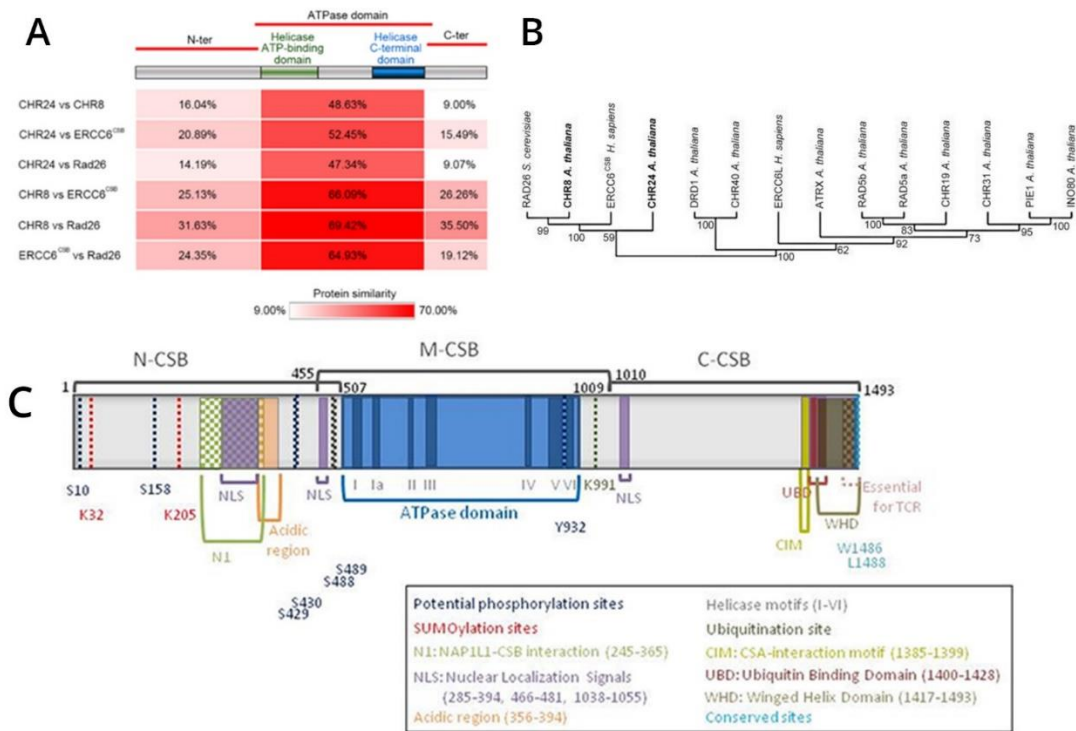 A
ATPase domain
N-ter
Helicase
ATP-binding
domain
Helicase
C-terminal
domain
C-ter
CHR24 vs CHR8 16.04% 48.63% 9.00%
CHR24 vs ERCC6^CSB 20.89% 52.45% 15.49%
CHR24 vs Rad26 14.19% 47.34% 9.07%
CHR8 vs ERCC6^CSB 25.13% 66.09% 26.26%
CHR8 vs Rad26 31.63% 69.42% 35.50%
ERCC6^CSB vs Rad26 24.35% 64.93% 19.12%
Protein similarity
9.00% 70.00%
B
RAD26 S. cerevisiae
CHR8 A. thaliana
ERCC6^CSB H. sapiens
CHR24 A. thaliana
DRD1 A. thaliana
CHR40 A. thaliana
ERCC6L H. sapiens
ATRX A. thaliana
RAD5b A. thaliana
RAD5a A. thaliana
CHR19 A. thaliana
CHR31 A. thaliana
PIE1 A. thaliana
INO80 A. thaliana
99
100
59
100
100
62
92
100
83
73
95
100
C
N-CSB
M-CSB
C-CSB
1
455
507
1009
1010
1493
S10
K32
S158
K205
NLS
N1
Acidic
region
NLS
I Ia II III IV V VI
ATPase domain
Y932
K991
NLS
UBD
CIM
WHD
Essential
for TCR
W1486
L1488
S489
S488
S430
S429
Potential phosphorylation sites
SUMOylation sites
N1: NAP1L1-CSB interaction (245-365)
NLS: Nuclear Localization Signals
(285-394, 466-481, 1038-1055)
Acidic region (356-394)
Helicase motifs (I-VI)
Ubiquitination site
CIM: CSA-interaction motif (1385-1399)
UBD: Ubiquitin Binding Domain (1400-1428)
WHD: Winged Helix Domain (1417-1493)
Conserved sites